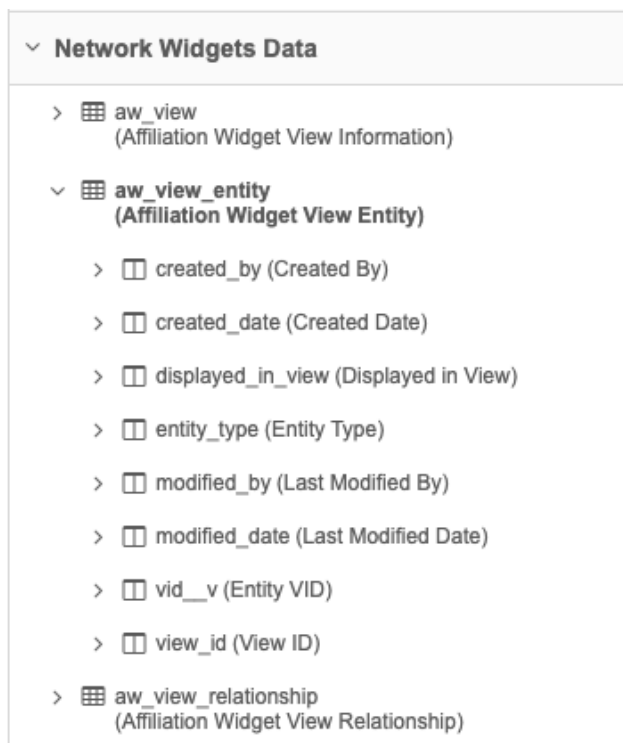 Network Widgets Data
aw_view
(Affiliation Widget View Information)
aw_view_entity
(Affiliation Widget View Entity)
created_by (Created By)
created_date (Created Date)
displayed_in_view (Displayed in View)
entity_type (Entity Type)
modified_by (Last Modified By)
modified_date (Last Modified Date)
vid__v (Entity VID)
view_id (View ID)
aw_view_relationship
(Affiliation Widget View Relationship)